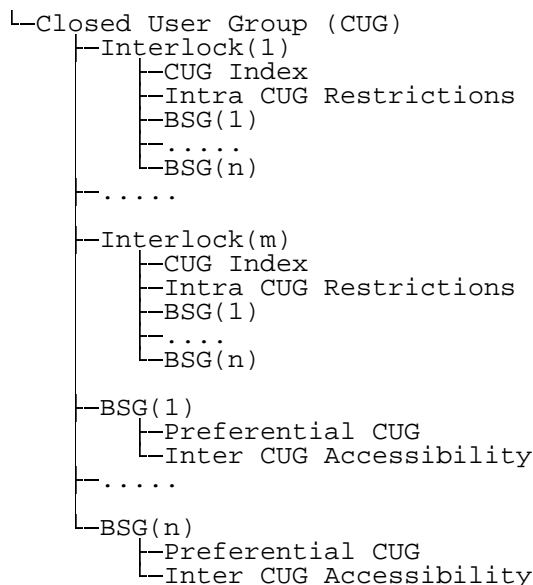 Closed User Group (CUG)
Interlock(1)
CUG Index
Intra CUG Restrictions
BSG(1)
.....
BSG(n)
.....
Interlock(m)
CUG Index
Intra CUG Restrictions
BSG(1)
....
BSG(n)
BSG(1)
Preferential CUG
Inter CUG Accessibility
.....
BSG(n)
Preferential CUG
Inter CUG Accessibility